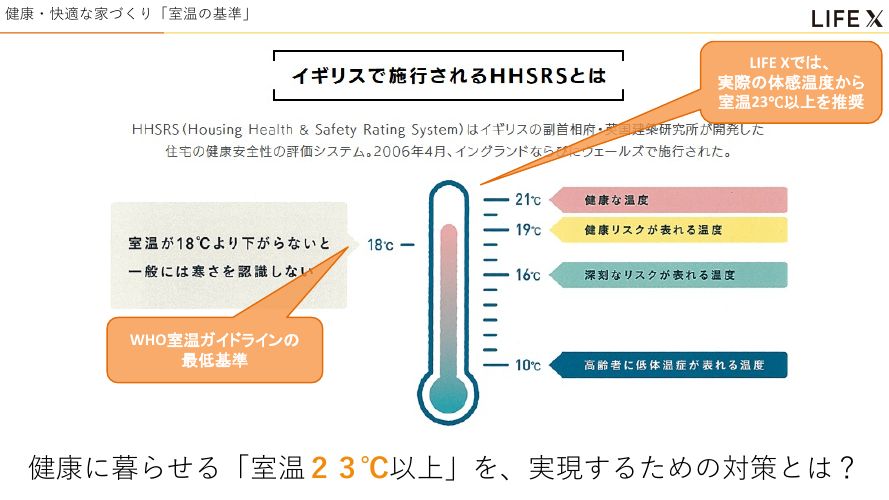 健康・快適な家づくり「室温の基準」
LIFE X
イギリスで施行されるHHSRSとは
LIFE Xでは、
実際の体感温度から
室温23℃以上を推奨
HHSRS(Housing Health & Safety Rating System)はイギリスの副首相府・英国建築研究所が開発した
住宅の健康安全性の評価システム。2006年4月、イングランドならびにウェールズで施行された。
室温が18℃より下がらないと
一般には寒さを認識しない
18℃
21℃ 健康な温度
19℃ 健康リスクが表れる温度
16℃ 深刻なリスクが表れる温度
10℃ 高齢者に低体温症が表れる温度
WHO室温ガイドラインの
最低基準
健康に暮らせる「室温２３℃以上」を、実現するための対策とは？